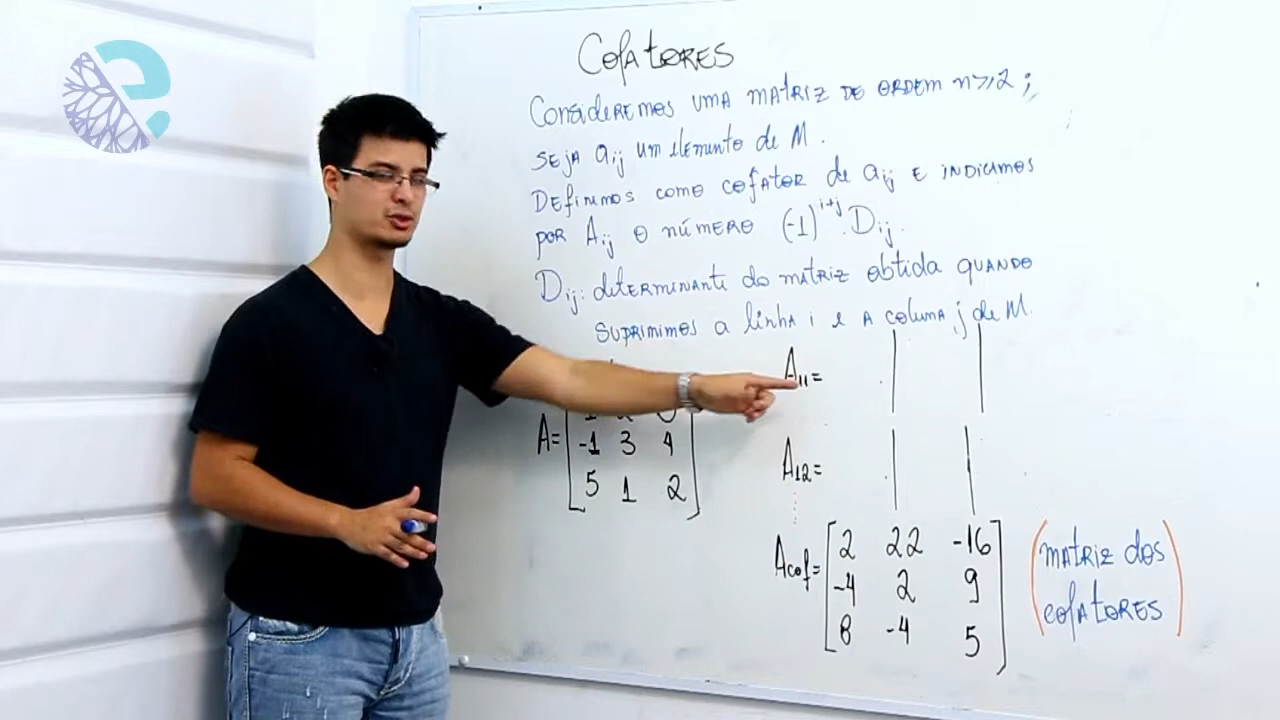 COFATORES
CONSIDEREMOS UMA MATRIZ DE ORDEM n≥2;
SEJA aij um elemento de M.
DEFINIMOS COMO COFATOR de aij E INDICAMOS
por Aij O NÚMERO (-1)^i+j . Dij.
Dij: determinante da matriz obtida QUANDO
SUPRIMIMOS a linha i e A coluna j de M.
A11=
A=
-1 3 4
5 1 2
A12=
Acof= 2 22 -16
-4 2 9
8 -4 5
(MATRIZ DOS
COFATORES)